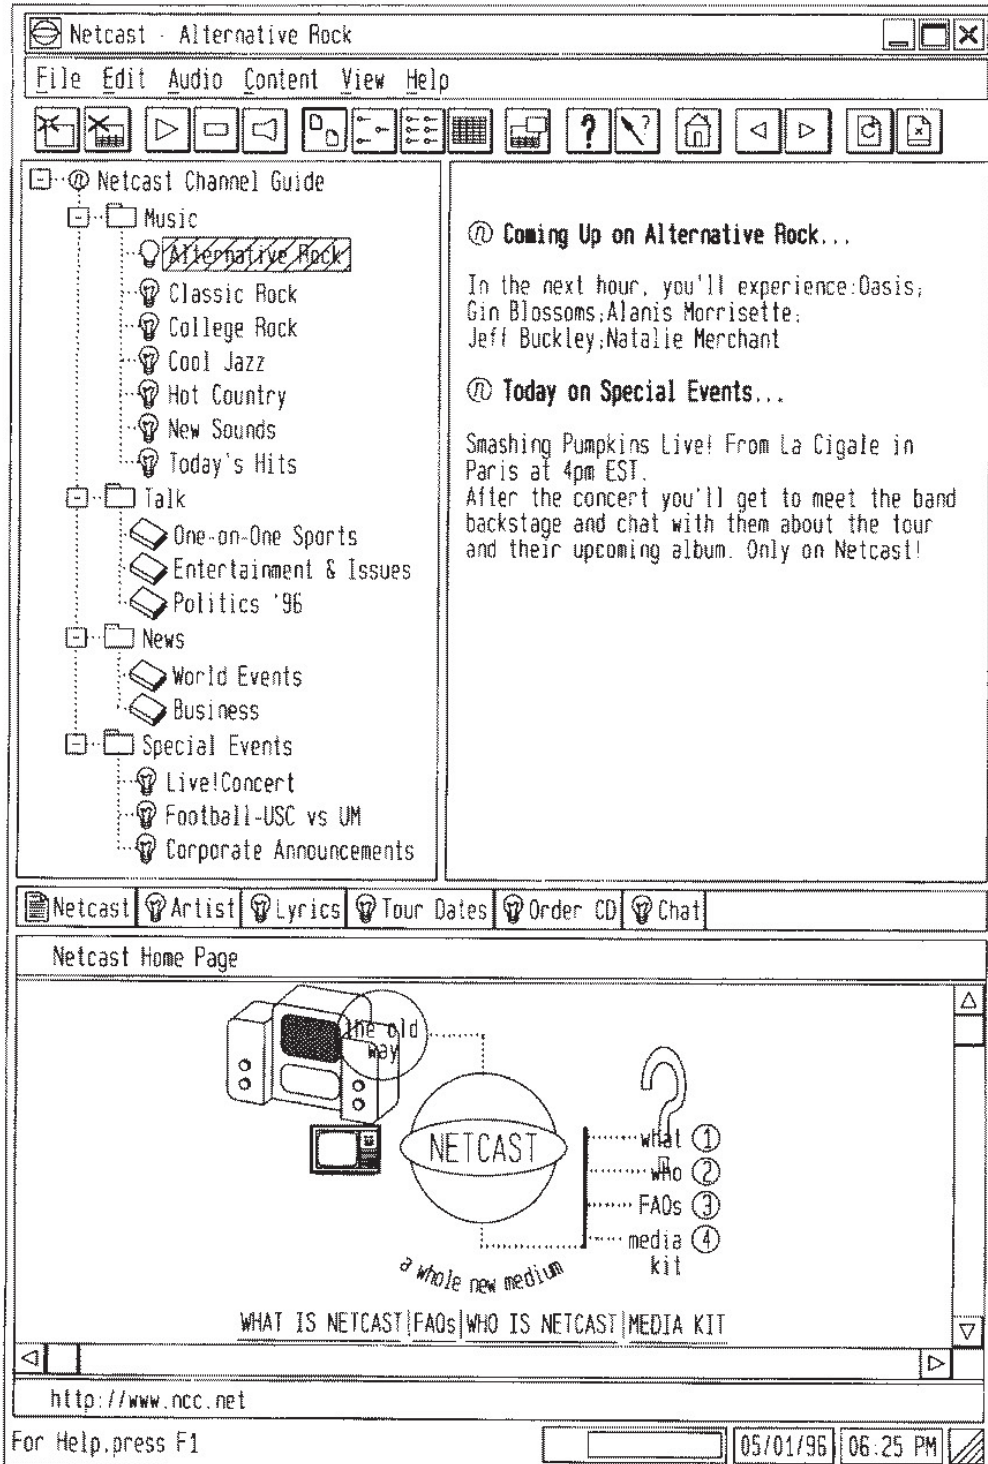 Netcast - Alternative Rock
File Edit Audio Content View Help
Netcast Channel Guide
Music
Alternative Rock
Classic Rock
College Rock
Cool Jazz
Hot Country
New Sounds
Today's Hits
Talk
One-on-One Sports
Entertainment & Issues
Politics '96
News
World Events
Business
Special Events
Live!Concert
Football-USC vs UM
Corporate Announcements
Coming Up on Alternative Rock...
In the next hour, you'll experience:Oasis;
Gin Blossoms;Alanis Morrisette;
Jeff Buckley;Natalie Merchant
Today on Special Events...
Smashing Pumpkins Live! From La Cigale in
Paris at 4pm EST.
After the concert you'll get to meet the band
backstage and chat with them about the tour
and their upcoming album. Only on Netcast!
Netcast Artist Lyrics Tour Dates Order CD Chat
Netcast Home Page
the old
way
NETCAST
?
what 1
who 2
FAQs 3
media 4
kit
a whole new medium
WHAT IS NETCAST|FAQs|WHO IS NETCAST|MEDIA KIT
http://www.ncc.net
For Help,press F1
05/01/96 06:25 PM